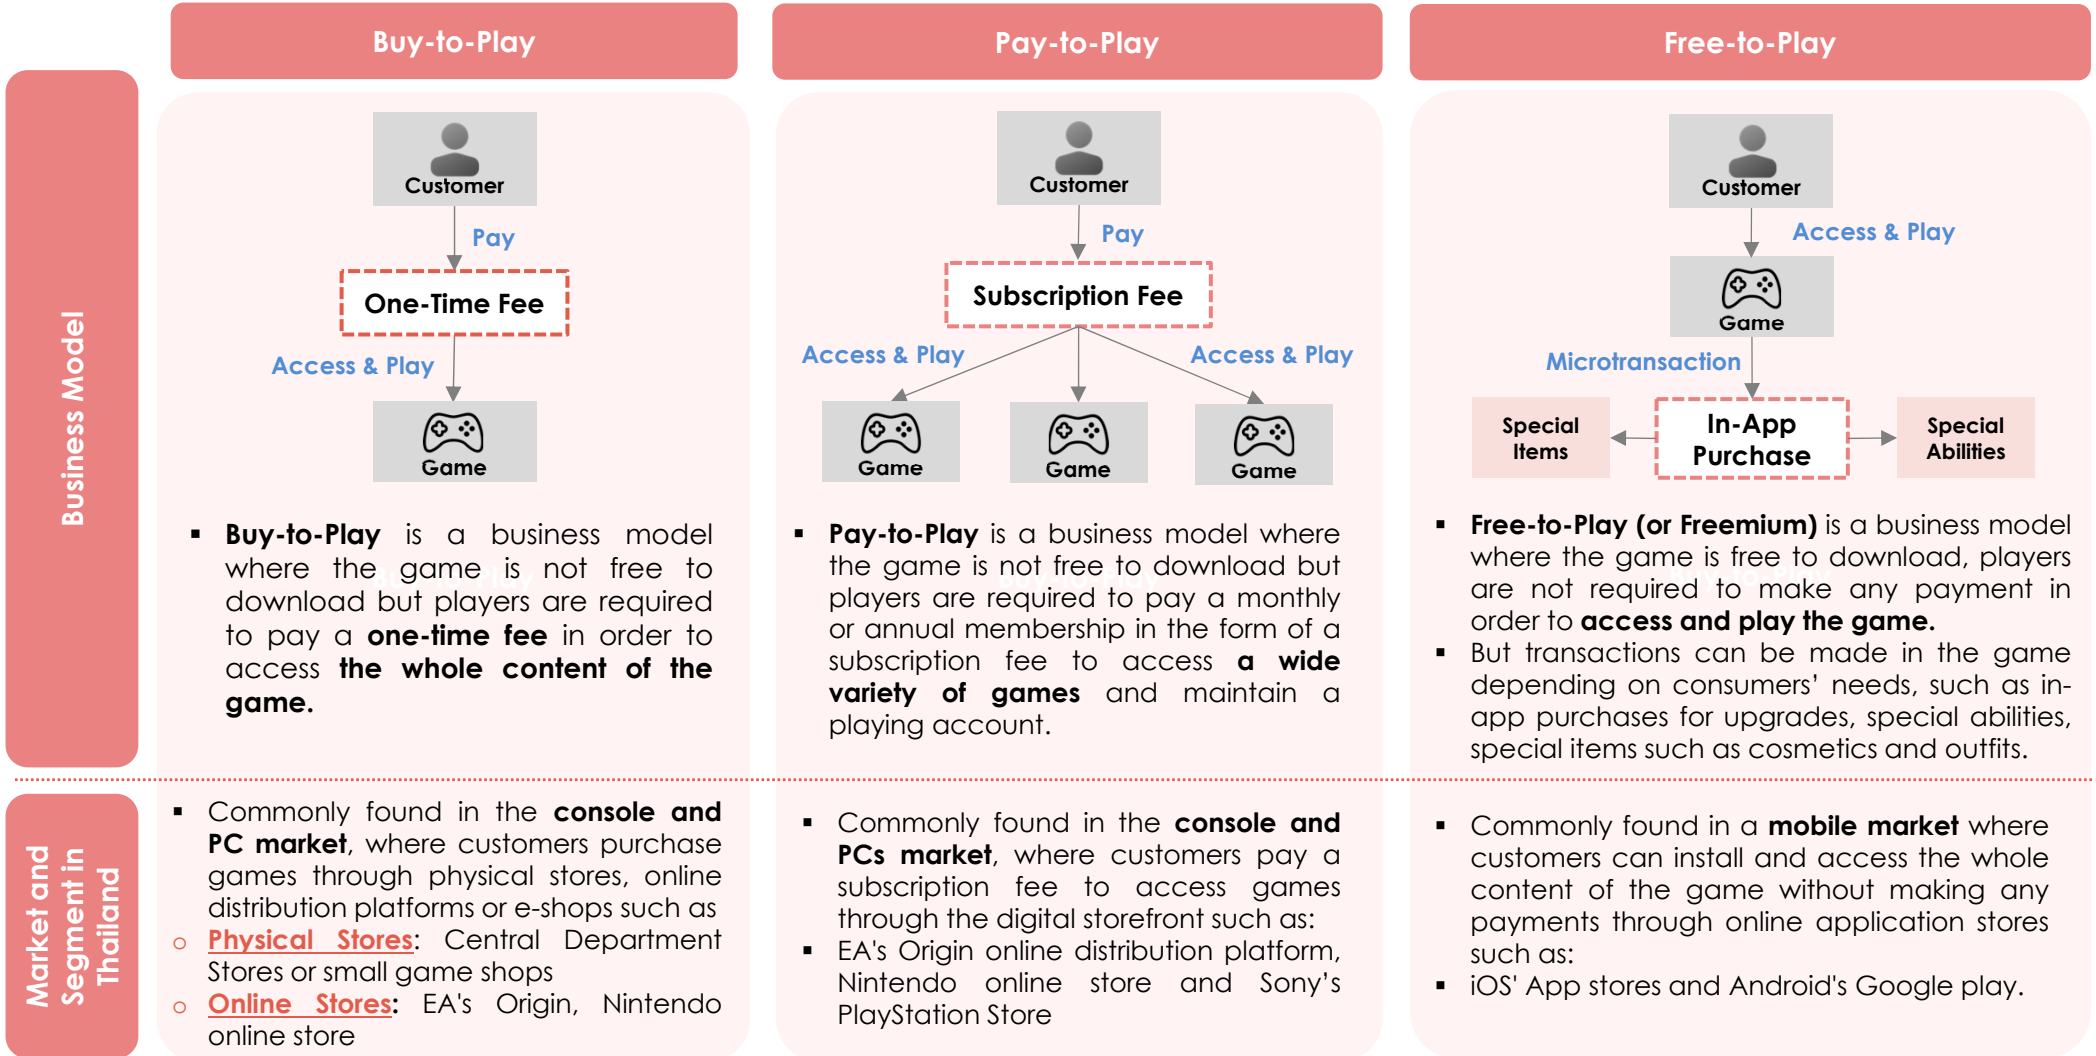 Buy-to-Play
Pay-to-Play
Free-to-Play
Business Model
Customer
Pay
One-Time Fee
Access & Play
Game
▪ Buy-to-Play is a business model
where the game is not free to
download but players are required
to pay a one-time fee in order to
access the whole content of the
game.
Customer
Pay
Subscription Fee
Access & Play
Access & Play
Game
Game
Game
▪ Pay-to-Play is a business model where
the game is not free to download but
players are required to pay a monthly
or annual membership in the form of a
subscription fee to access a wide
variety of games and maintain a
playing account.
Customer
Access & Play
Game
Microtransaction
Special
Items
In-App
Purchase
Special
Abilities
▪ Free-to-Play (or Freemium) is a business model
where the game is free to download, players
are not required to make any payment in
order to access and play the game.
▪ But transactions can be made in the game
depending on consumers’ needs, such as in-
app purchases for upgrades, special abilities,
special items such as cosmetics and outfits.
Buy-to-Play
Buy-to-Play
Buy-to-Play
Market and
Segment in
Thailand
▪ Commonly found in the console and
PC market, where customers purchase
games through physical stores, online
distribution platforms or e-shops such as
o Physical Stores: Central Department
Stores or small game shops
o Online Stores: EA's Origin, Nintendo
online store
▪ Commonly found in the console and
PCs market, where customers pay a
subscription fee to access games
through the digital storefront such as:
▪ EA's Origin online distribution platform,
Nintendo online store and Sony’s
PlayStation Store
▪ Commonly found in a mobile market where
customers can install and access the whole
content of the game without making any
payments through online application stores
such as:
▪ iOS' App stores and Android's Google play.